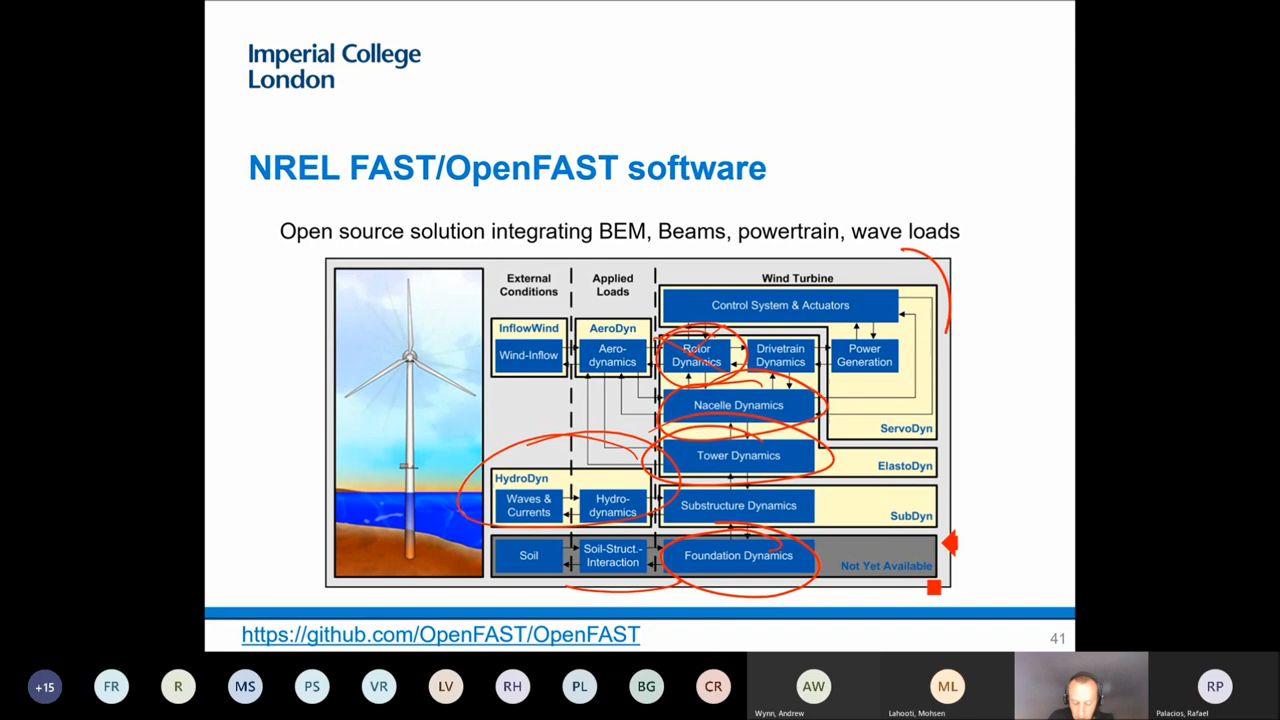 Imperial College
London
NREL FAST/OpenFAST software
Open source solution integrating BEM, Beams, powertrain, wave loads
External
Conditions
Applied
Loads
Wind Turbine
Control System & Actuators
InflowWind
AeroDyn
Wind-Inflow
Aero-
dynamics
Rotor
Dynamics
Drivetrain
Dynamics
Power
Generation
Nacelle Dynamics
ServoDyn
Tower Dynamics
ElastoDyn
HydroDyn
Waves &
Currents
Hydro-
dynamics
Substructure Dynamics
SubDyn
Soil
Soil-Struct.-
Interaction
Foundation Dynamics
Not Yet Available
https://github.com/OpenFAST/OpenFAST
41
+15
FR
R
MS
PS
VR
LV
RH
PL
BG
CR
AW
Wynn, Andrew
ML
Lahooti, Mohsen
RP
Palacios, Rafael